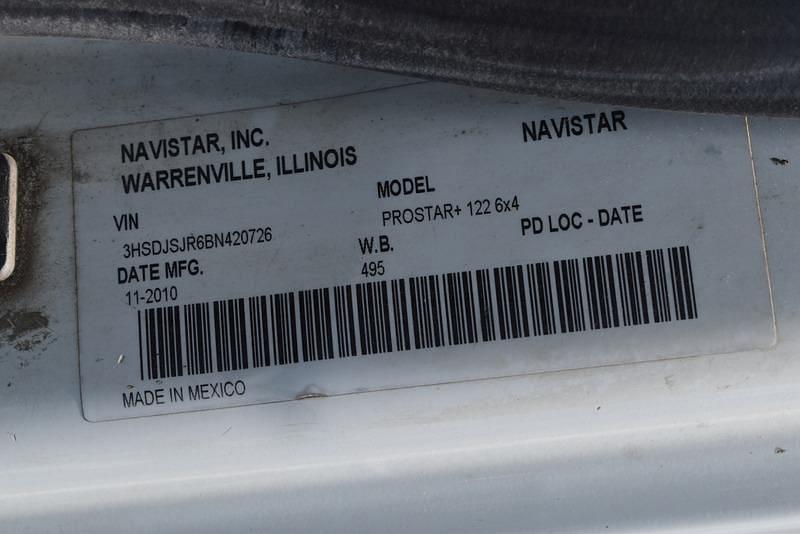 NAVISTAR, INC.
WARRENVILLE, ILLINOIS
NAVISTAR
VIN
3HSDJSJR6BN420726
MODEL
PROSTAR+ 122 6x4
DATE MFG.
11-2010
W.B.
495
PD LOC - DATE
MADE IN MEXICO